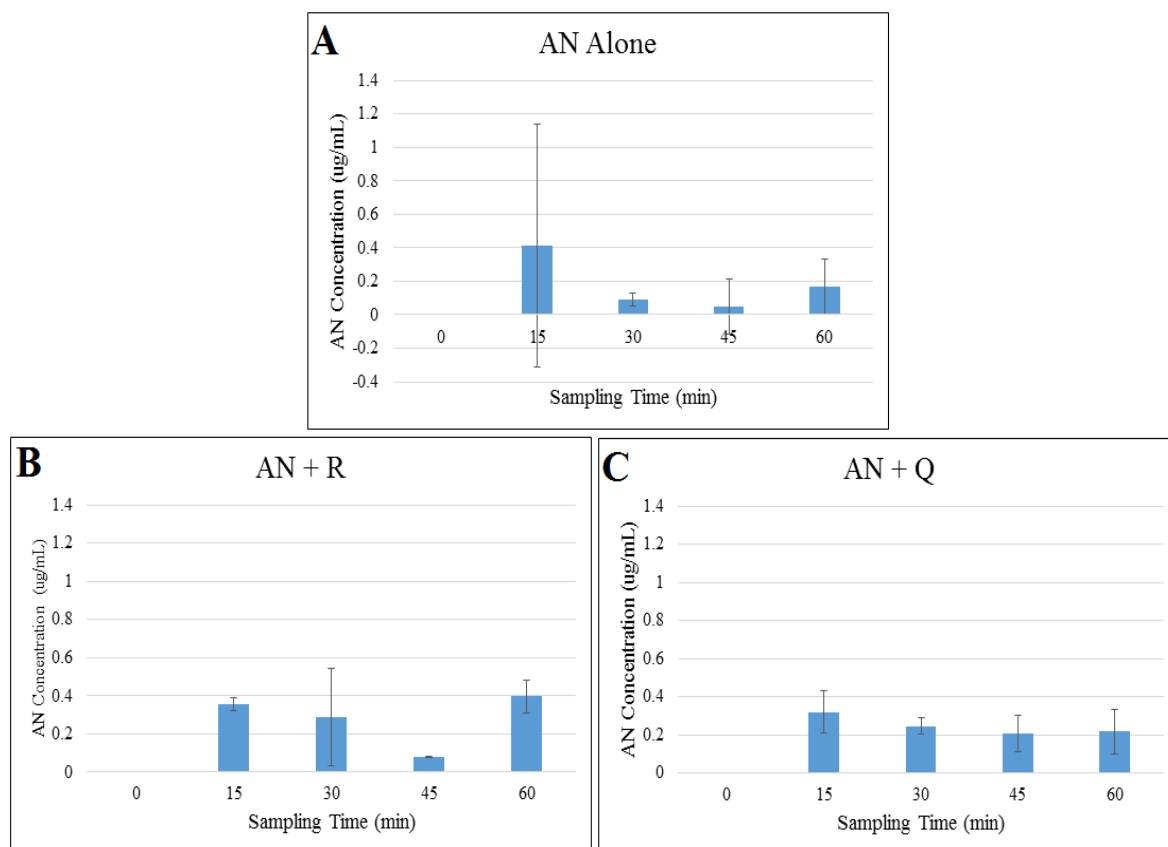 A
AN Alone
AN Concentration (ug/mL)
1.4
1.2
1
0.8
0.6
0.4
0.2
0
-0.2
-0.4
0 15 30 45 60
Sampling Time (min)
B
AN + R
AN Concentration (ug/mL)
1.4
1.2
1
0.8
0.6
0.4
0.2
0
0 15 30 45 60
Sampling Time (min)
C
AN + Q
AN Concentration (ug/mL)
1.4
1.2
1
0.8
0.6
0.4
0.2
0
0 15 30 45 60
Sampling Time (min)